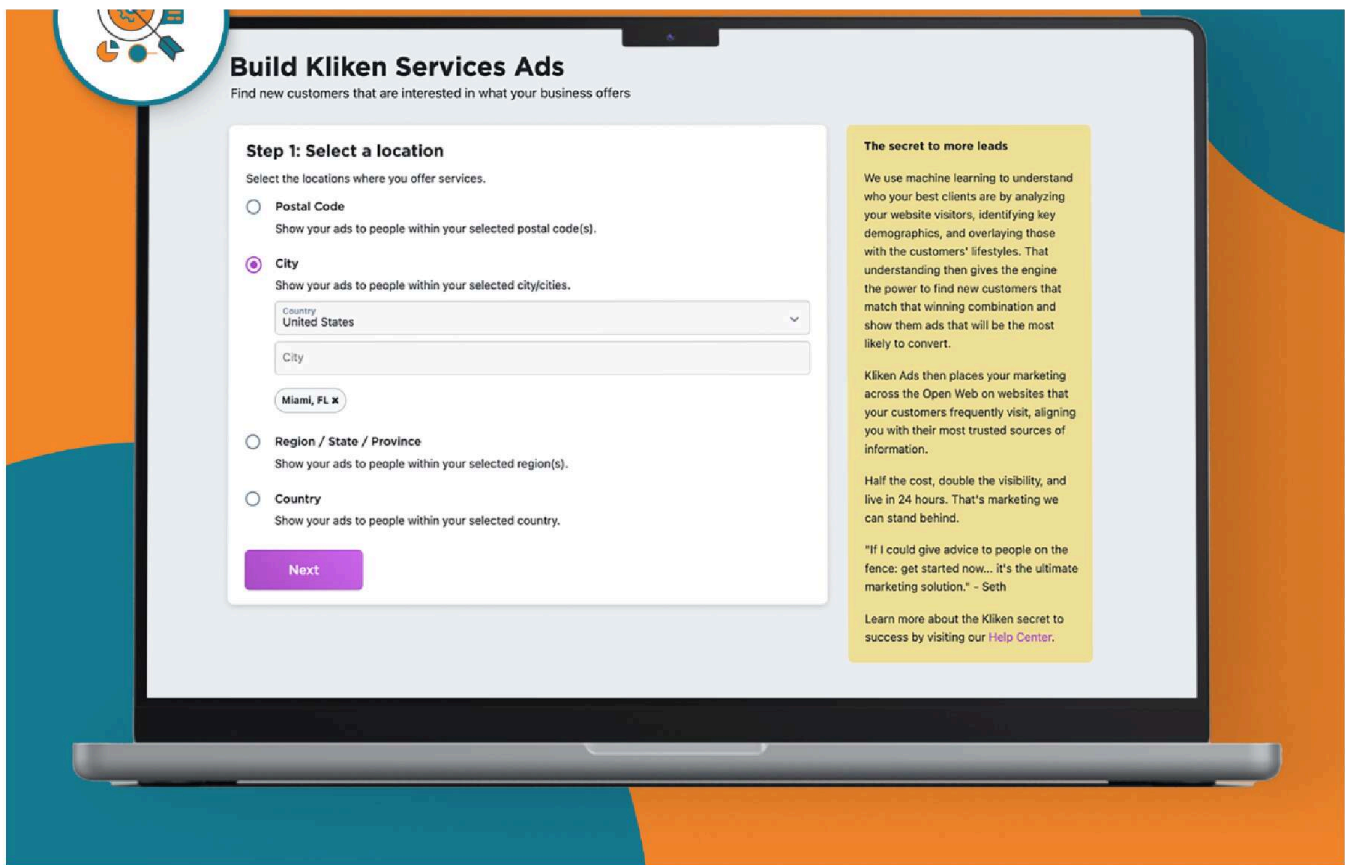 Build Kliken Services Ads
Find new customers that are interested in what your business offers
Step 1: Select a location
Select the locations where you offer services.
Postal Code
Show your ads to people within your selected postal code(s).
City
Show your ads to people within your selected city/cities.
Country
United States
City
Miami, FL ×
Region / State / Province
Show your ads to people within your selected region(s).
Country
Show your ads to people within your selected country.
Next
The secret to more leads
We use machine learning to understand
who your best clients are by analyzing
your website visitors, identifying key
demographics, and overlaying those
with the customers' lifestyles. That
understanding then gives the engine
the power to find new customers that
match that winning combination and
show them ads that will be the most
likely to convert.
Kliken Ads then places your marketing
across the Open Web on websites that
your customers frequently visit, aligning
you with their most trusted sources of
information.
Half the cost, double the visibility, and
live in 24 hours. That's marketing we
can stand behind.
"If I could give advice to people on the
fence: get started now... it's the ultimate
marketing solution." - Seth
Learn more about the Kliken secret to
success by visiting our Help Center.